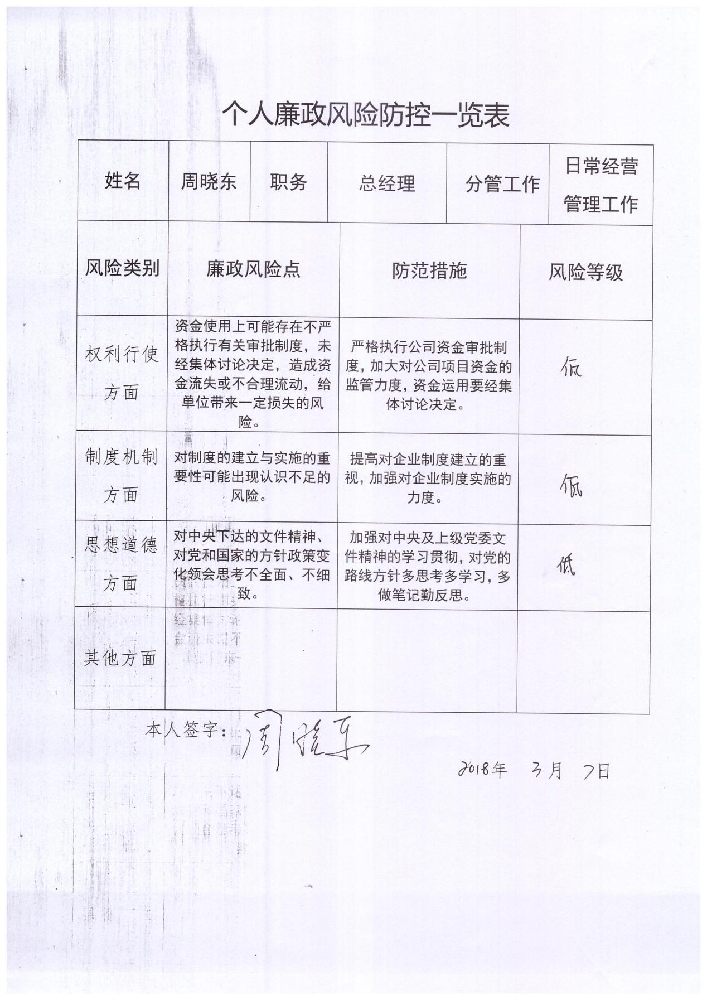 个人廉政风险防控一览表
姓名 周晓东 职务 总经理 分管工作 日常经营
管理工作
风险类别 廉政风险点 防范措施 风险等级
权利行使
方面
资金使用上可能存在不严
格执行有关审批制度，未
经集体讨论决定，造成资
金流失或不合理流动，给
单位带来一定损失的风
险。
严格执行公司资金审批制
度，加大对公司项目资金的
监管力度，资金运用要经集
体讨论决定。
低
制度机制
方面
对制度的建立与实施的重
要性可能出现认识不足的
风险。
提高对企业制度建立的重
视，加强对企业制度实施的
力度。
低
思想道德
方面
对中央下达的文件精神、
对党和国家的方针政策变
化领会思考不全面、不细
致。
加强对中央及上级党委文
件精神的学习贯彻，对党的
路线方针多思考多学习，多
做笔记勤反思。
低
其他方面
本人签字：周晓东
2018年 3月 7日